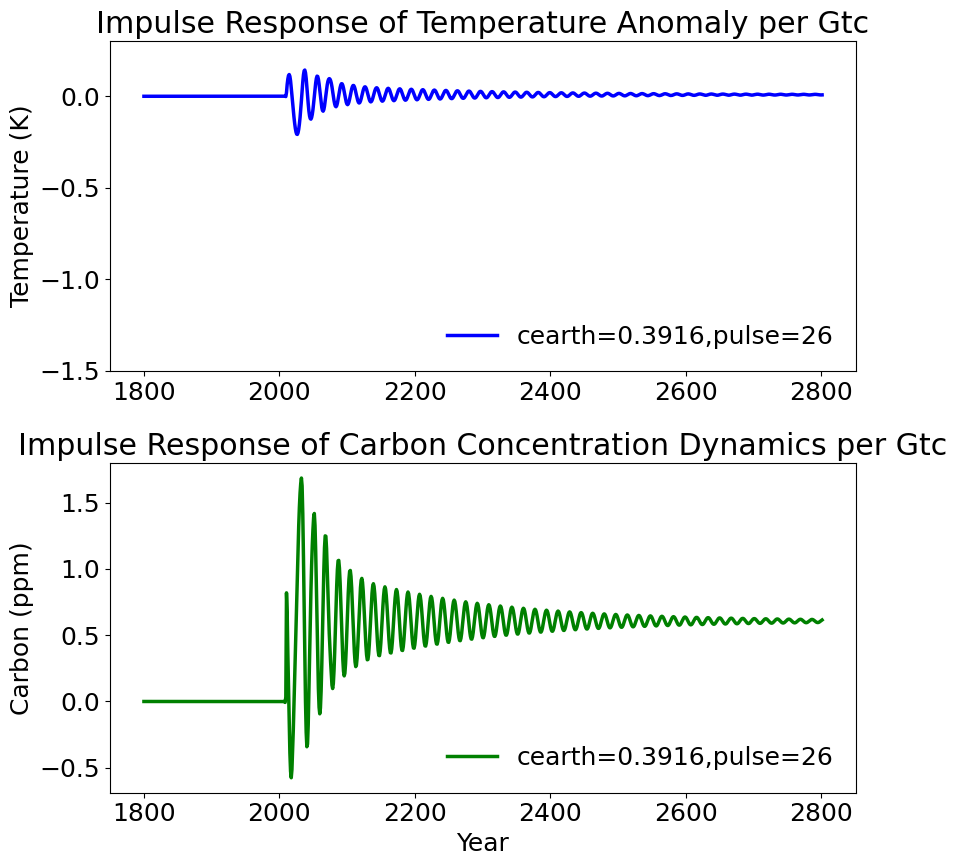 Impulse Response of Temperature Anomaly per Gtc
Temperature (K)
0.0
−0.5
−1.0
−1.5
cearth=0.3916,pulse=26
1800 2000 2200 2400 2600 2800
Impulse Response of Carbon Concentration Dynamics per Gtc
Carbon (ppm)
1.5
1.0
0.5
0.0
−0.5
cearth=0.3916,pulse=26
1800 2000 2200 2400 2600 2800
Year